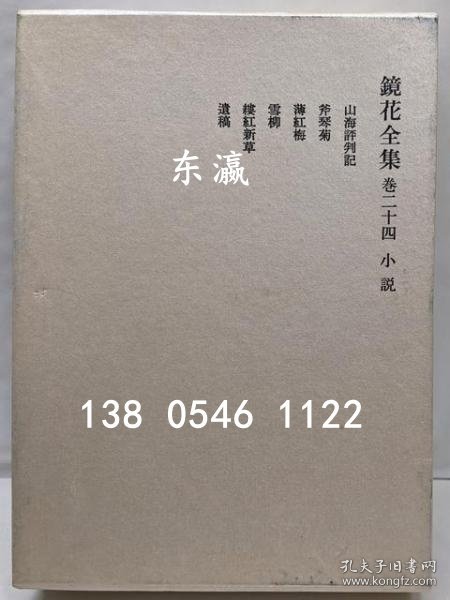 鏡花全集 巻二十四 小説
山海評判記
斧琴菊
薄紅梅
雪柳
縷紅新草
遺稿
东瀛
138 0546 1122
孔夫子旧书网
www.kongfz.com